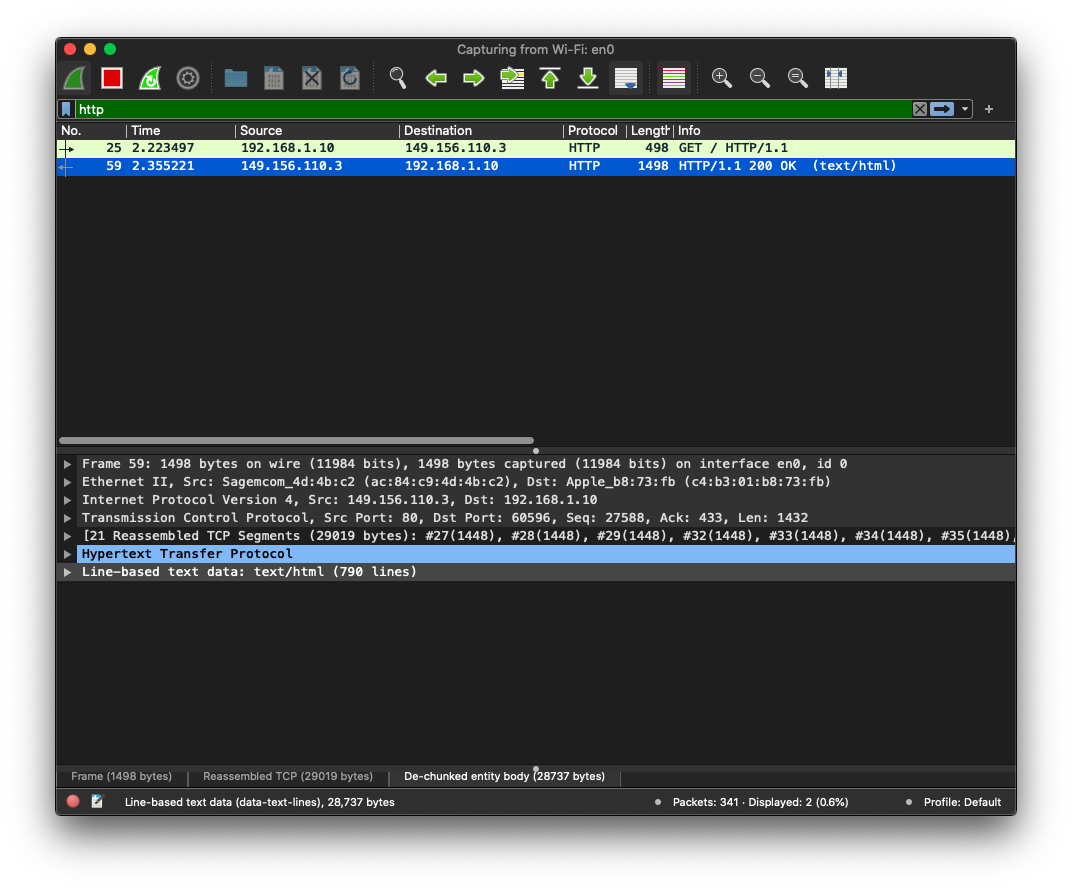 Capturing from Wi-Fi: en0
http
No. Time Source Destination Protocol Length Info
25 2.223497 192.168.1.10 149.156.110.3 HTTP 498 GET / HTTP/1.1
59 2.355221 149.156.110.3 192.168.1.10 HTTP 1498 HTTP/1.1 200 OK (text/html)
Frame 59: 1498 bytes on wire (11984 bits), 1498 bytes captured (11984 bits) on interface en0, id 0
Ethernet II, Src: Sagemcom_4d:4b:c2 (ac:84:c9:4d:4b:c2), Dst: Apple_b8:73:fb (c4:b3:01:b8:73:fb)
Internet Protocol Version 4, Src: 149.156.110.3, Dst: 192.168.1.10
Transmission Control Protocol, Src Port: 80, Dst Port: 60596, Seq: 27588, Ack: 433, Len: 1432
[21 Reassembled TCP Segments (29019 bytes): #27(1448), #28(1448), #29(1448), #32(1448), #33(1448), #34(1448), #35(1448),
Hypertext Transfer Protocol
Line-based text data: text/html (790 lines)
Frame (1498 bytes) Reassembled TCP (29019 bytes) De-chunked entity body (28737 bytes)
Line-based text data (data-text-lines), 28,737 bytes Packets: 341 · Displayed: 2 (0.6%) Profile: Default